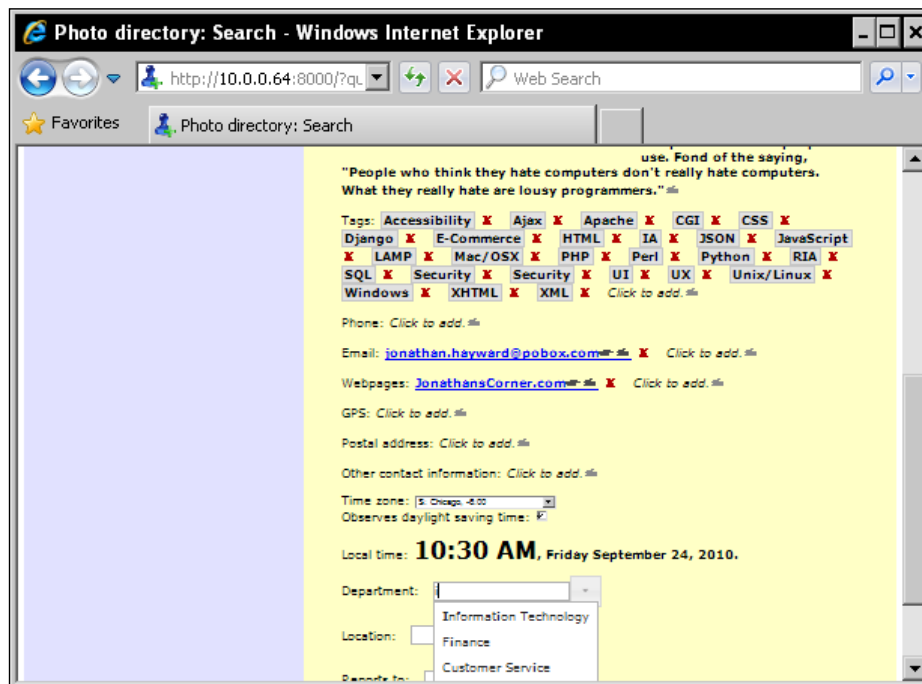 Photo directory: Search - Windows Internet Explorer
http://10.0.0.64:8000/?qu
Web Search
Favorites
Photo directory: Search
use. Fond of the saying,
"People who think they hate computers don't really hate computers.
What they really hate are lousy programmers."
Tags: Accessibility X Ajax X Apache X CGI X CSS X
Django X E-Commerce X HTML X IA X JSON X JavaScript
X LAMP X Mac/OSX X PHP X Perl X Python X RIA X
SQL X Security X Security X UI X UX X Unix/Linux X
Windows X XHTML X XML X Click to add.
Phone: Click to add.
Email: jonathan.hayward@pobox.com X Click to add.
Webpages: JonathansCorner.com X Click to add.
GPS: Click to add.
Postal address: Click to add.
Other contact information: Click to add.
Time zone: S. Chicago, -6.00
Observes daylight saving time:
Local time: 10:30 AM, Friday September 24, 2010.
Department: i
Information Technology
Location:
Finance
Customer Service
Reports to: